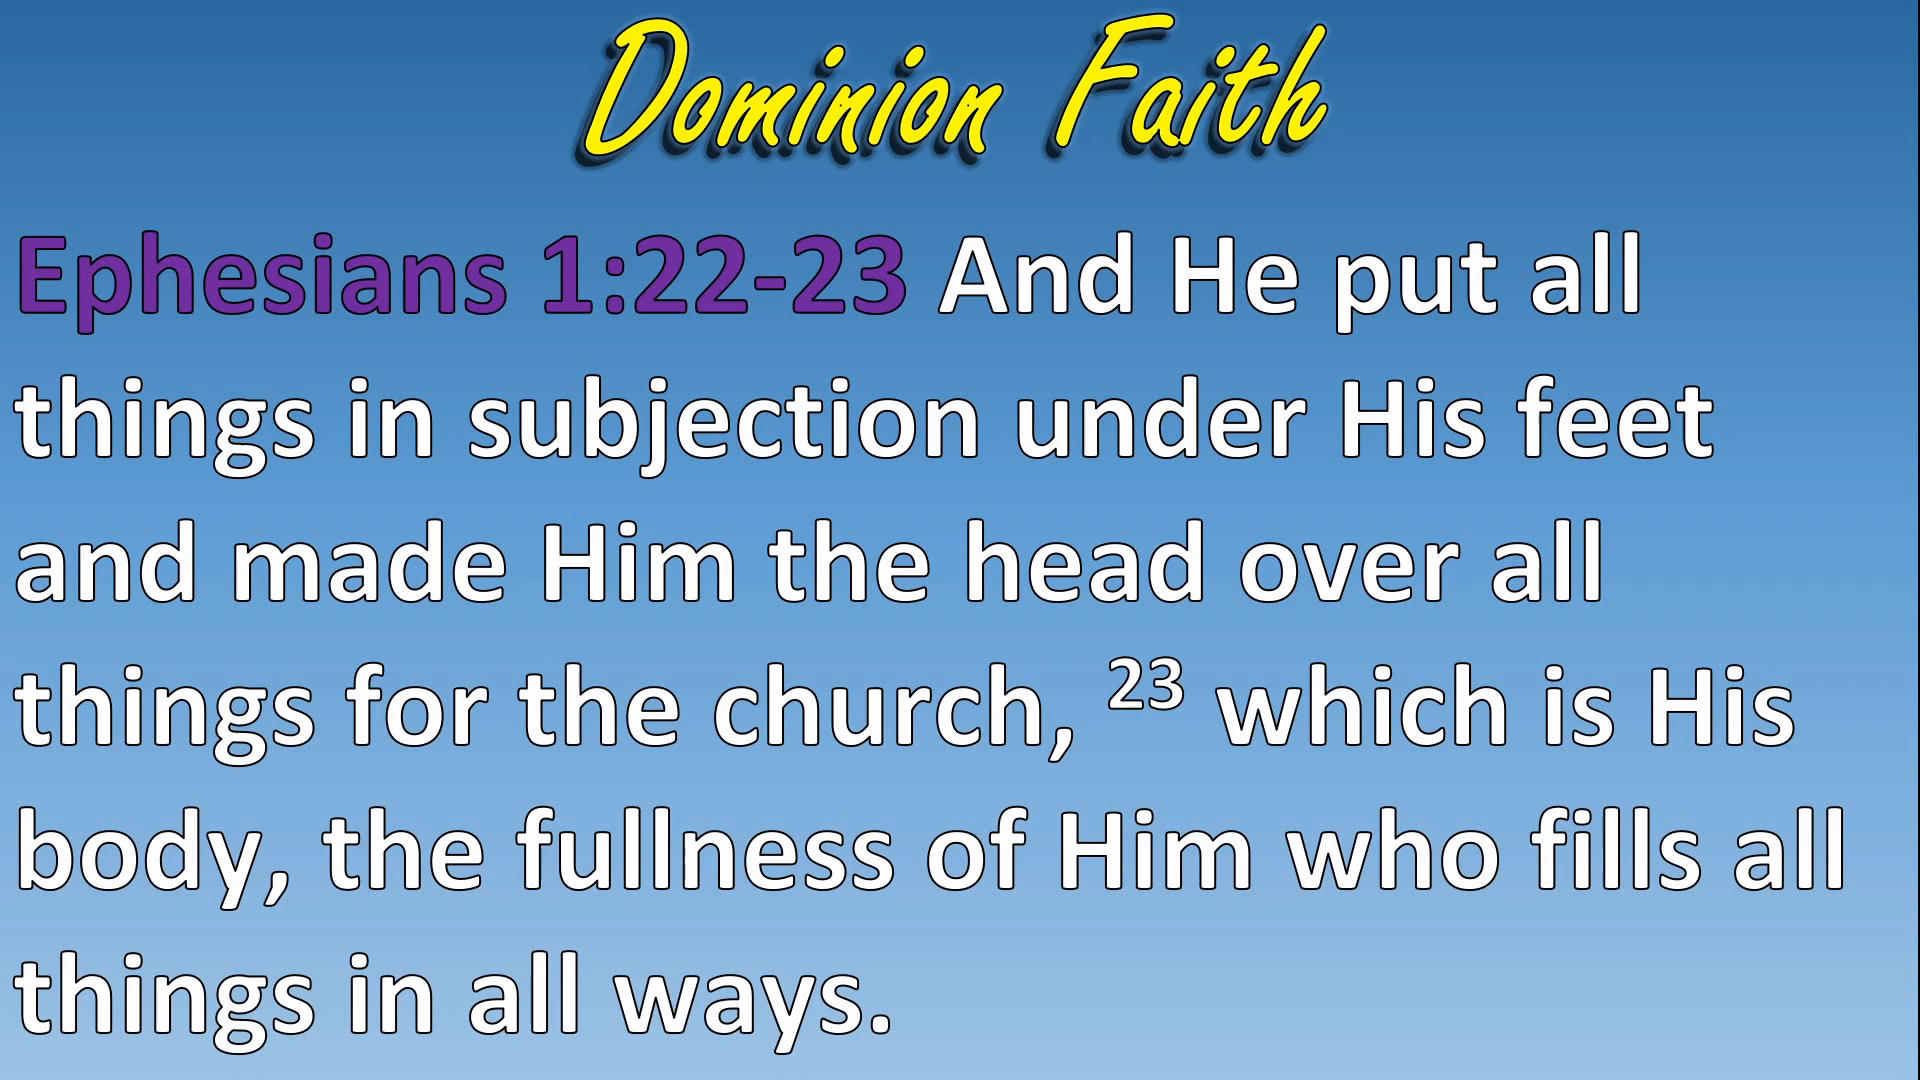 Dominion Faith
Ephesians 1:22-23 And He put all
things in subjection under His feet
and made Him the head over all
things for the church, 23 which is His
body, the fullness of Him who fills all
things in all ways.